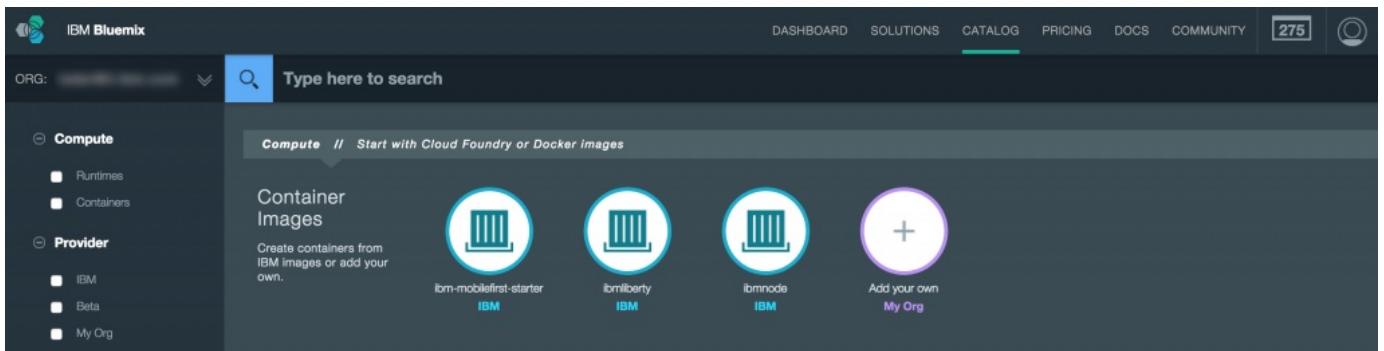 IBM Bluemix
DASHBOARD SOLUTIONS CATALOG PRICING DOCS COMMUNITY 275
ORG:
Type here to search
Compute
Runtimes
Containers
Provider
IBM
Beta
My Org
Compute // Start with Cloud Foundry or Docker images
Container
Images
Create containers from
IBM images or add your
own.
ibm-mobilefirst-starter
IBM
ibmliberty
IBM
ibmnode
IBM
Add your own
My Org